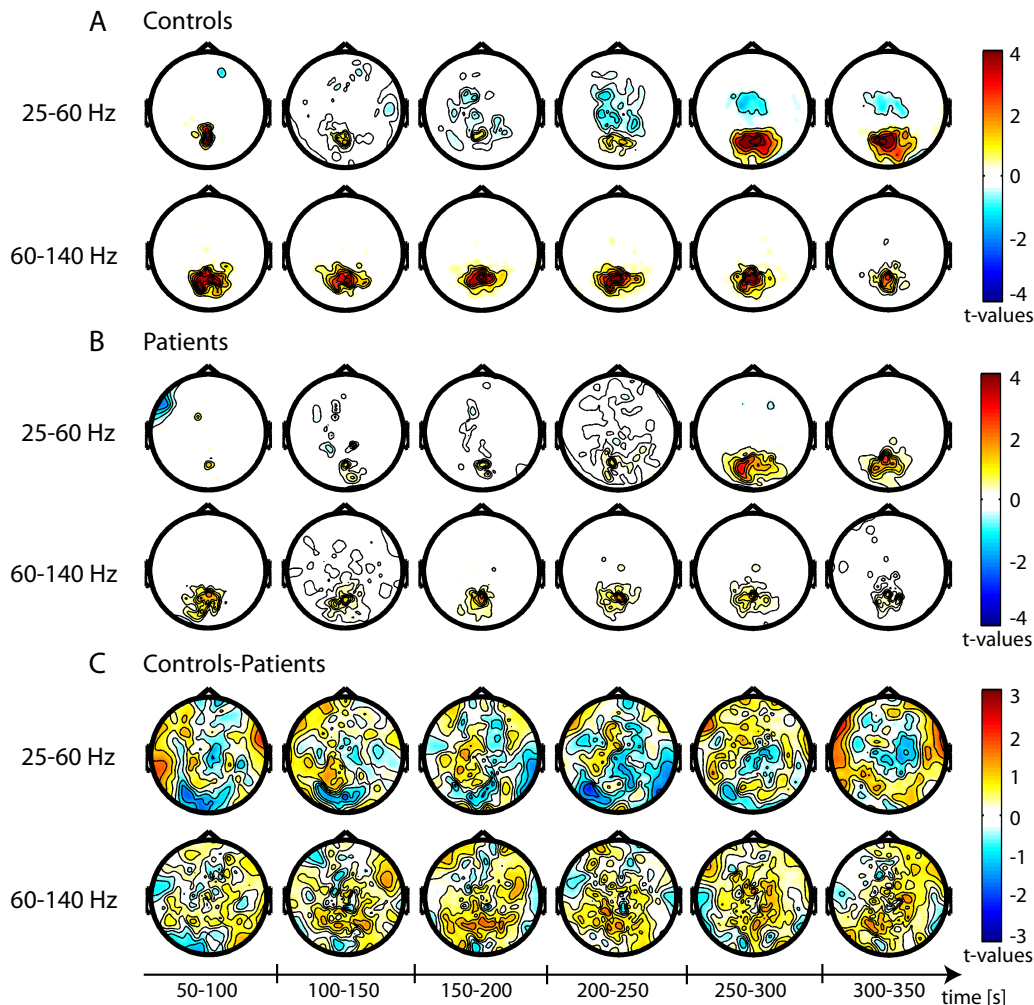 A Controls
25-60 Hz
4
2
0
-2
-4
t-values
60-140 Hz
B Patients
25-60 Hz
4
2
0
-2
-4
t-values
60-140 Hz
C Controls-Patients
25-60 Hz
3
2
1
0
-1
-2
-3
t-values
60-140 Hz
50-100 100-150 150-200 200-250 250-300 300-350 time [s]